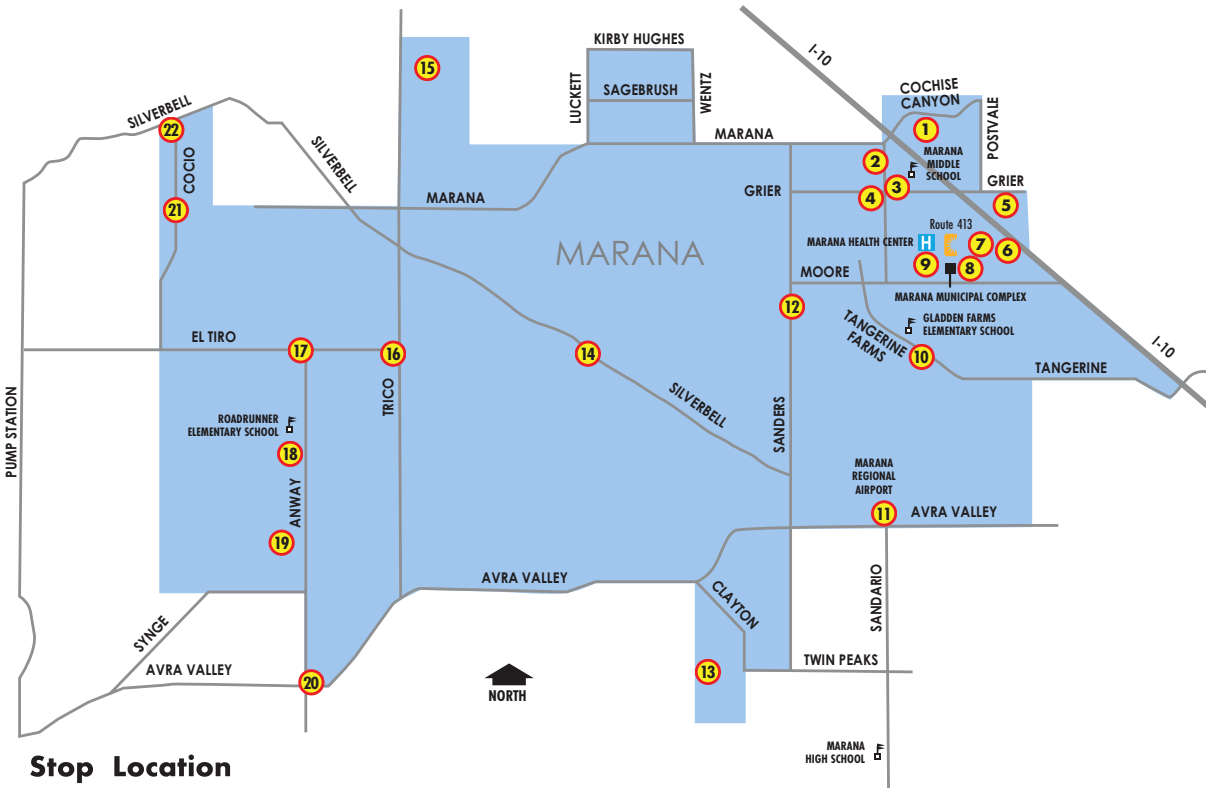 KIRBY HUGHES
I-10
15
SAGEBRUSH
LUCKETT
WENTZ
COCHISE
CANYON
SILVERBELL
22
SILVERBELL
COCIO
MARANA
1
POSTVALE
2
MARANA
MIDDLE
SCHOOL
3
GRIER
4
GRIER
5
21
MARANA
Route 413
MARANA
MARANA HEALTH CENTER
H
7
6
9
8
MOORE
MARANA MUNICIPAL COMPLEX
12
GLADDEN FARMS
ELEMENTARY SCHOOL
TANGERINE
FARMS
10
I-10
TANGERINE
EL TIRO
17
16
14
TRICO
SILVERBELL
SANDERS
PUMP STATION
ROADRUNNER
ELEMENTARY SCHOOL
18
ANWAY
19
MARANA
REGIONAL
AIRPORT
11
AVRA VALLEY
AVRA VALLEY
CLAYTON
SANDARIO
SYNGE
AVRA VALLEY
20
13
TWIN PEAKS
NORTH
MARANA
HIGH SCHOOL
Stop Location